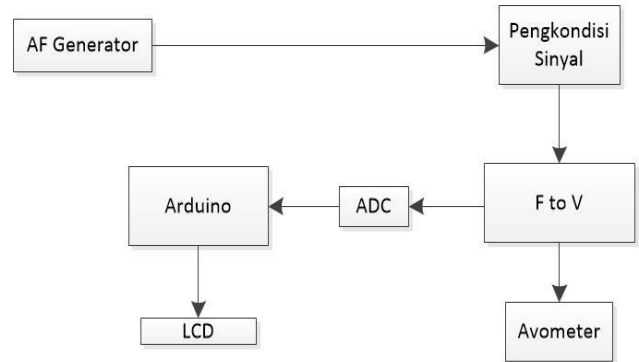 AF Generator
Pengkondisi
Sinyal
Arduino
ADC
F to V
LCD
Avometer